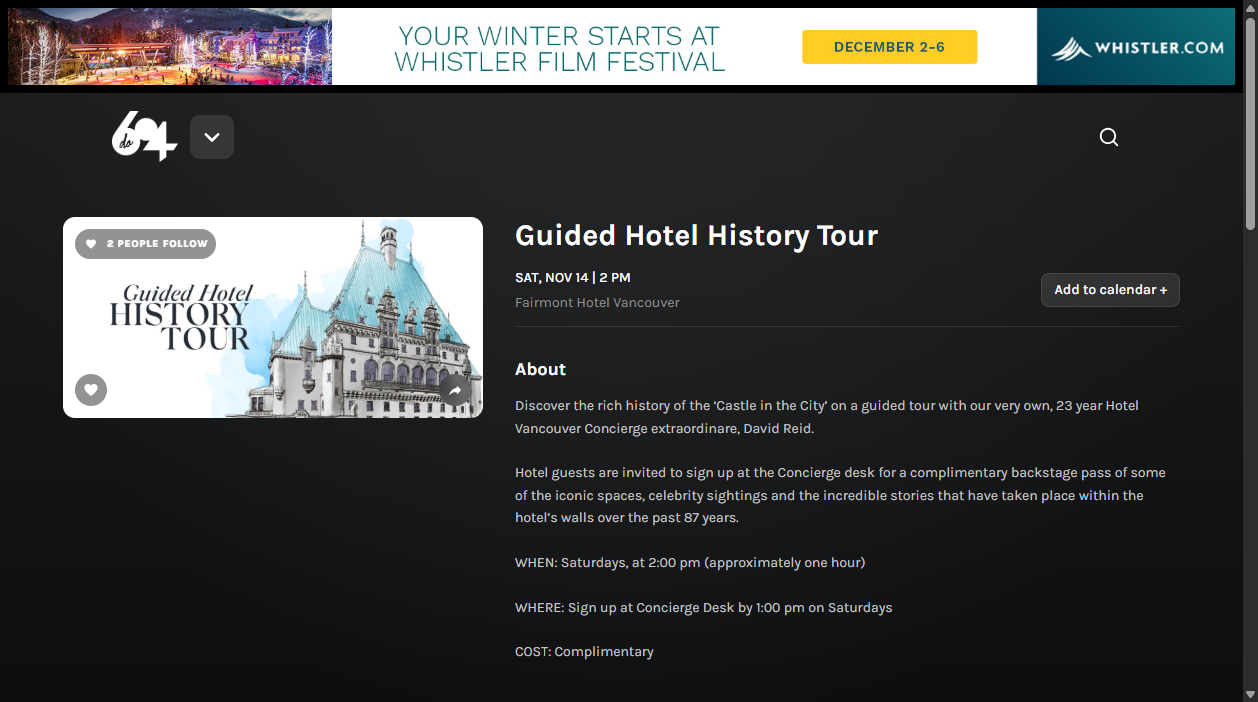 YOUR WINTER STARTS AT
WHISTLER FILM FESTIVAL
DECEMBER 2-6
WHISTLER.COM
do604
2 PEOPLE FOLLOW
Guided Hotel
HISTORY
TOUR
Guided Hotel History Tour
SAT, NOV 14 | 2 PM
Fairmont Hotel Vancouver
Add to calendar +
About
Discover the rich history of the ‘Castle in the City’ on a guided tour with our very own, 23 year Hotel
Vancouver Concierge extraordinare, David Reid.
Hotel guests are invited to sign up at the Concierge desk for a complimentary backstage pass of some
of the iconic spaces, celebrity sightings and the incredible stories that have taken place within the
hotel’s walls over the past 87 years.
WHEN: Saturdays, at 2:00 pm (approximately one hour)
WHERE: Sign up at Concierge Desk by 1:00 pm on Saturdays
COST: Complimentary